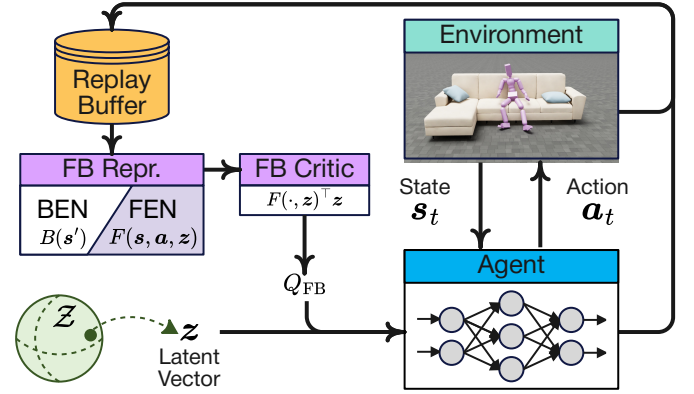 Environment
Replay
Buffer
FB Repr.
FB Critic
BEN
FEN
B(s′)
F(s, a, z)
F(·, z)⊤z
State
s_t
Action
a_t
Q_FB
Agent
Z
z
Latent
Vector